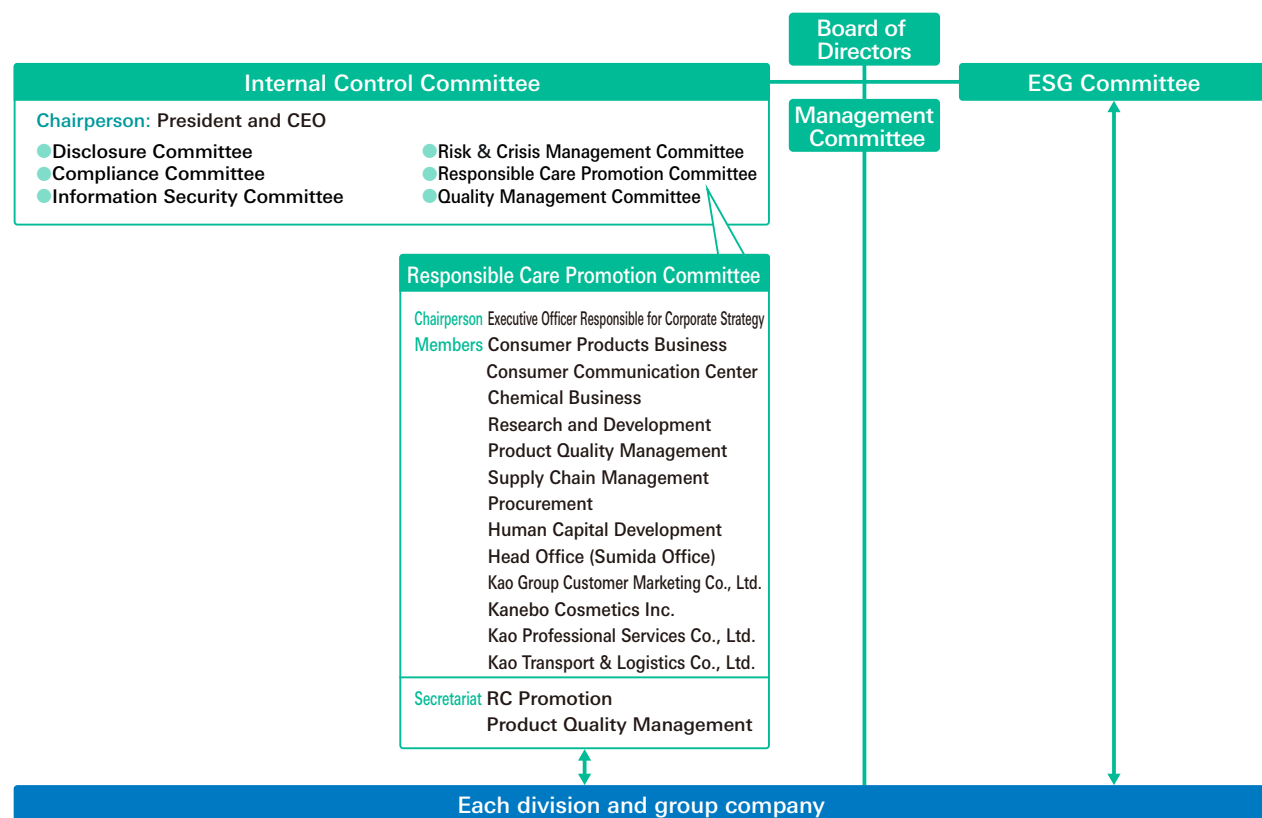 Board of
Directors
Internal Control Committee
ESG Committee
Management
Committee
Chairperson: President and CEO
●Disclosure Committee
●Compliance Committee
●Information Security Committee
●Risk & Crisis Management Committee
●Responsible Care Promotion Committee
●Quality Management Committee
Responsible Care Promotion Committee
Chairperson Executive Officer Responsible for Corporate Strategy
Members Consumer Products Business
Consumer Communication Center
Chemical Business
Research and Development
Product Quality Management
Supply Chain Management
Procurement
Human Capital Development
Head Office (Sumida Office)
Kao Group Customer Marketing Co., Ltd.
Kanebo Cosmetics Inc.
Kao Professional Services Co., Ltd.
Kao Transport & Logistics Co., Ltd.
Secretariat RC Promotion
Product Quality Management
Each division and group company